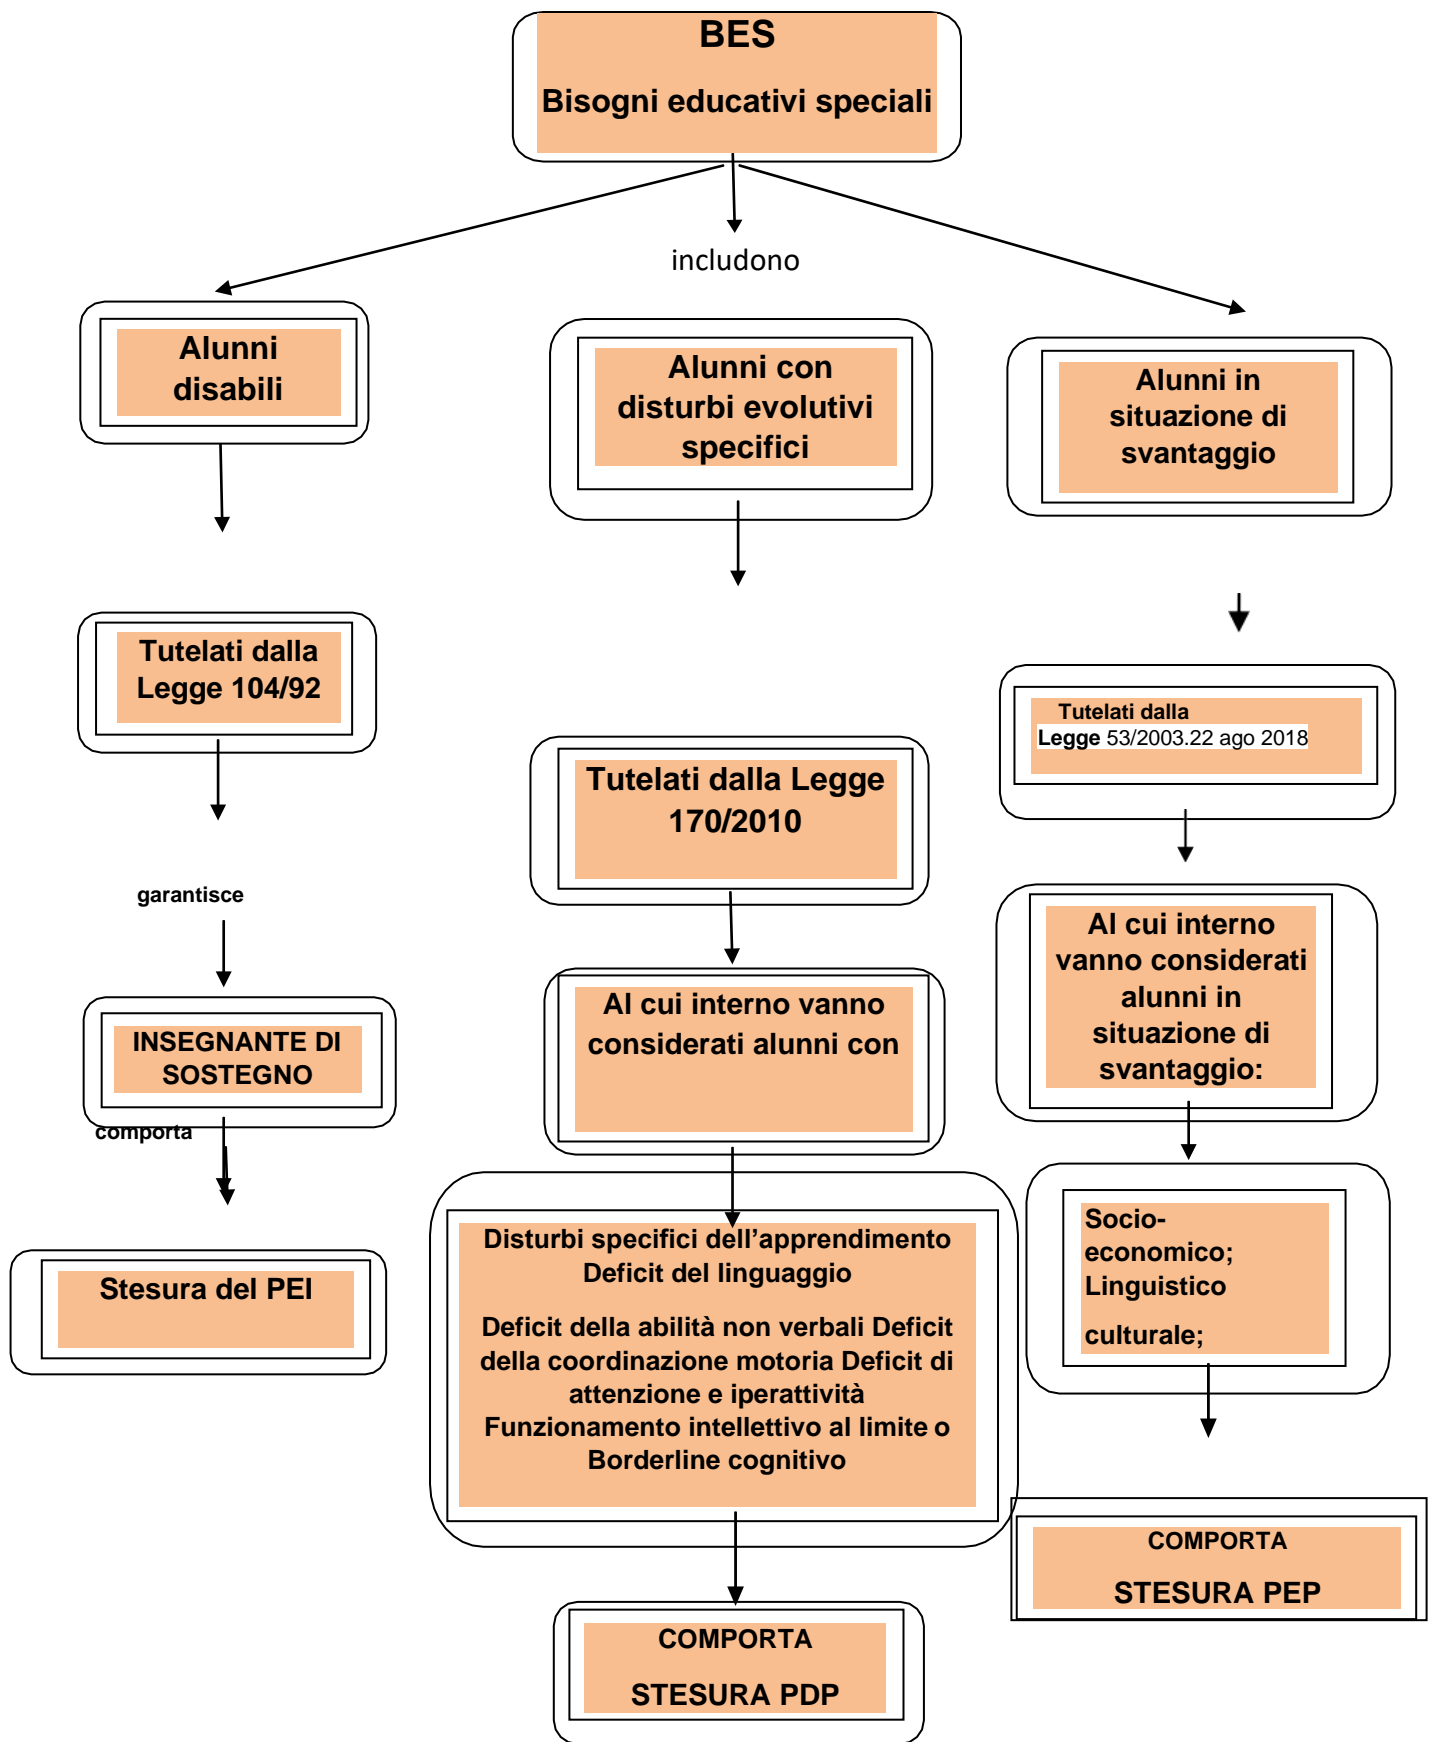 BES
Bisogni educativi speciali
includono
Alunni
disabili
Tutelati dalla
Legge 104/92
garantisce
INSEGNANTE DI
SOSTEGNO
comporta
Stesura del PEI
Alunni con
disturbi evolutivi
specifici
Tutelati dalla Legge
170/2010
Al cui interno vanno
considerati alunni con
Disturbi specifici dell’apprendimento
Deficit del linguaggio
Deficit della abilità non verbali Deficit
della coordinazione motoria Deficit di
attenzione e iperattività
Funzionamento intellettivo al limite o
Borderline cognitivo
COMPORTA
STESURA PDP
Alunni in
situazione di
svantaggio
Tutelati dalla
Legge 53/2003.22 ago 2018
Al cui interno
vanno considerati
alunni in
situazione di
svantaggio:
Socio-
economico;
Linguistico
culturale;
COMPORTA
STESURA PEP